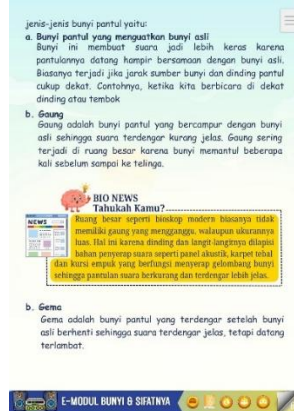 jenis-jenis bunyi pantul yaitu:
a. Bunyi pantul yang menguatkan bunyi asli
Bunyi ini membuat suara jadi lebih keras karena
pantulannya datang hampir bersamaan dengan bunyi asli.
Biasanya terjadi jika jarak sumber bunyi dan dinding pantul
cukup dekat. Contohnya, ketika kita berbicara di dekat
dinding atau tembok
b. Gaung
Gaung adalah bunyi pantul yang bercampur dengan bunyi
asli sehingga suara terdengar kurang jelas. Gaung sering
terjadi di ruang besar karena bunyi memantul beberapa
kali sebelum sampai ke telinga.
BIO NEWS
Tahukah Kamu?
NEWS
Ruang besar seperti bioskop modern biasanya tidak
memiliki gaung yang mengganggu, walaupun ukurannya
luas. Hal ini karena dinding dan langit-langitnya dilapisi
bahan penyerap suara seperti panel akustik, karpet tebal
dan kursi empuk yang berfungsi menyerap gelombang bunyi
sehingga pantulan suara berkurang dan terdengar lebih jelas.
b. Gema
Gema adalah bunyi pantul yang terdengar setelah bunyi
asli berhenti sehingga suara terdengar jelas, tetapi datang
terlambat.
E-MODUL BUNYI & SIFATNYA